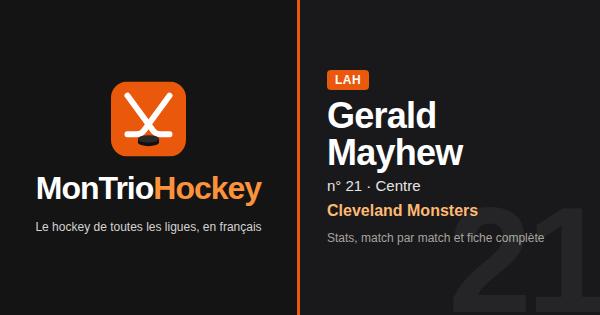 MonTrioHockey
Le hockey de toutes les ligues, en français
LAH
Gerald
Mayhew
n° 21 · Centre
Cleveland Monsters
Stats, match par match et fiche complète
21